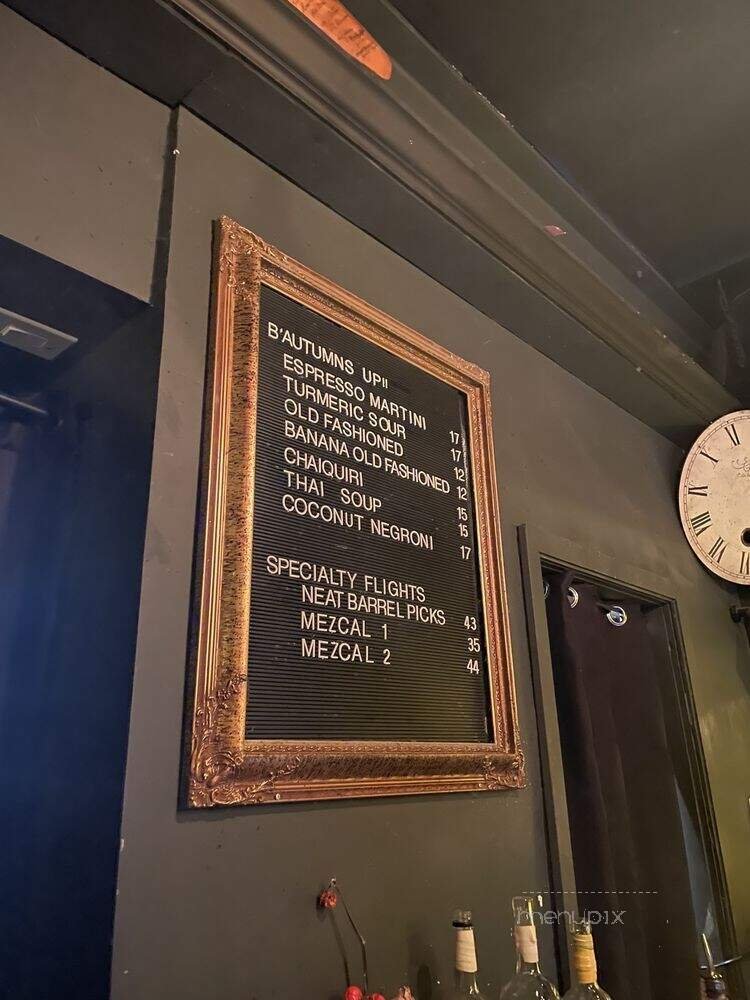 B'AUTUMNS UP!!
ESPRESSO MARTINI 17
TURMERIC SOUR 17
OLD FASHIONED 12
BANANA OLD FASHIONED 12
CHAIQUIRI 15
THAI SOUP 15
COCONUT NEGRONI 17
SPECIALTY FLIGHTS
NEAT BARREL PICKS 43
MEZCAL 1 35
MEZCAL 2 44
menupix